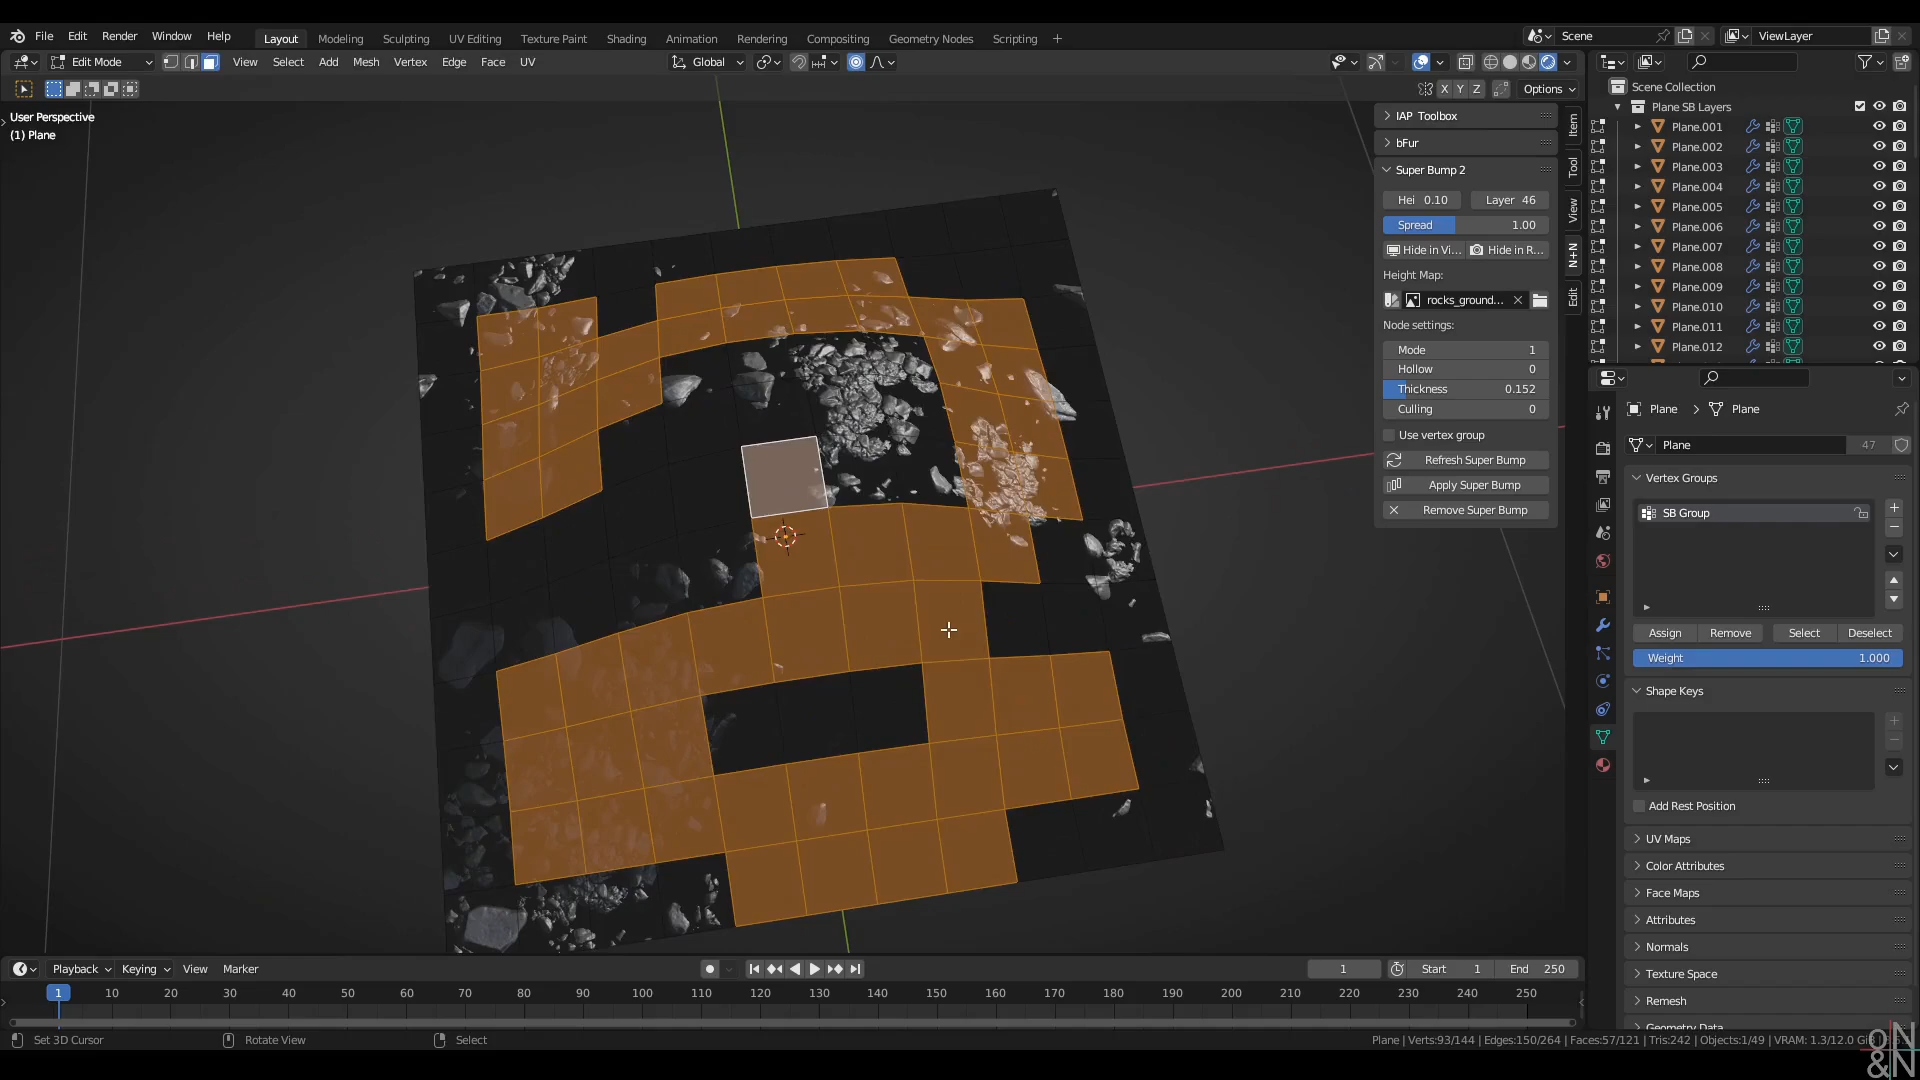 File Edit Render Window Help Layout Modeling Sculpting UV Editing Texture Paint Shading Animation Rendering Compositing Geometry Nodes Scripting + Scene ViewLayer
Edit Mode View Select Add Mesh Vertex Edge Face UV Global
X Y Z Options
User Perspective
(1) Plane
IAP Toolbox
bFur
Super Bump 2
Hei 0.10 Layer 46
Spread 1.00
Hide in Vi... Hide in R...
Height Map:
rocks_ground...
Node settings:
Mode 1
Hollow 0
Thickness 0.152
Culling 0
Use vertex group
Refresh Super Bump
Apply Super Bump
Remove Super Bump
Item
Tool
View
N+N
Edit
Scene Collection
Plane SB Layers
Plane.001
Plane.002
Plane.003
Plane.004
Plane.005
Plane.006
Plane.007
Plane.008
Plane.009
Plane.010
Plane.011
Plane.012
Plane > Plane
Plane 47
Vertex Groups
SB Group
Assign Remove Select Deselect
Weight 1.000
Shape Keys
Add Rest Position
UV Maps
Color Attributes
Face Maps
Attributes
Normals
Texture Space
Remesh
Geometry Data
Playback Keying View Marker 1 Start 1 End 250
1 10 20 30 40 50 60 70 80 90 100 110 120 130 140 150 160 170 180 190 200 210 220 230 240 250
Set 3D Cursor Rotate View Select Plane | Verts:93/144 | Edges:150/264 | Faces:57/121 | Tris:242 | Objects:1/49 | VRAM: 1.3/12.0 Gi
N
&N